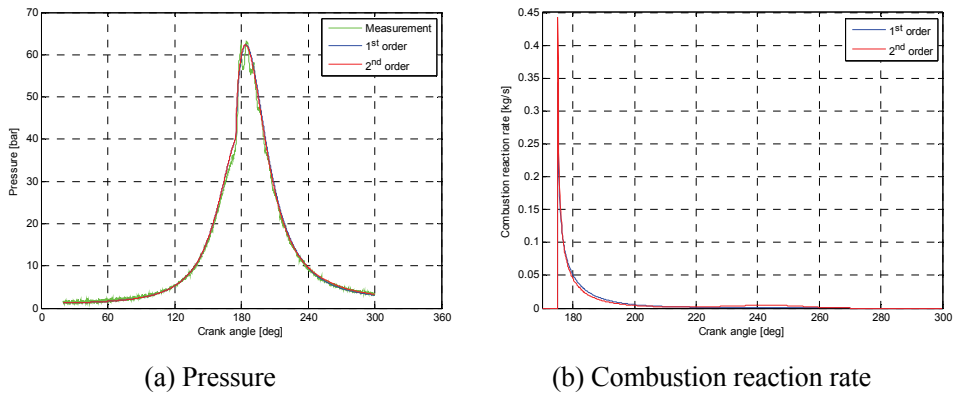 70
60
50
40
30
20
10
0
Pressure [bar]
Measurement
1st order
2nd order
0 60 120 180 240 300 360
Crank angle [deg]
(a) Pressure
0.45
0.4
0.35
0.3
0.25
0.2
0.15
0.1
0.05
0
Combustion reaction rate [kg/s]
1st order
2nd order
180 200 220 240 260 280 300
Crank angle [deg]
(b) Combustion reaction rate